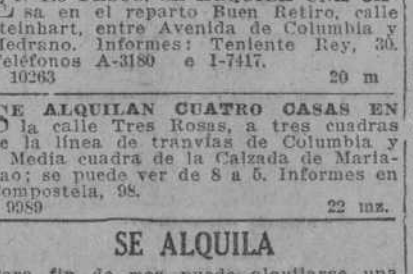 sa en el reparto Buen Retiro, calle
teinhart, entre Avenida de Columbia y
Medrano. Informes: Teniente Rey, 30.
eléfonos A-3180 e I-7417.
10263 20 m
SE ALQUILAN CUATRO CASAS EN
la calle Tres Rosas, a tres cuadras
e la línea de tranvías de Columbia y
Media cuadra de la Calzada de Maria-
ao; se puede ver de 8 a 5. Informes en
ompostela, 98.
9989 22 mz.
SE ALQUILA